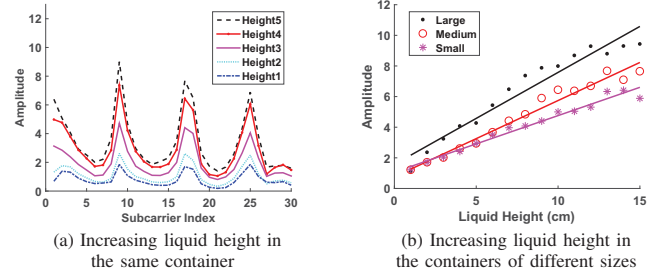 12
10
8
6
4
2
0
Amplitude
Height5
Height4
Height3
Height2
Height1
0 5 10 15 20 25 30
Subcarrier Index
(a) Increasing liquid height in
the same container
12
10
8
6
4
2
0
Amplitude
Large
Medium
Small
0 5 10 15
Liquid Height (cm)
(b) Increasing liquid height in
the containers of different sizes